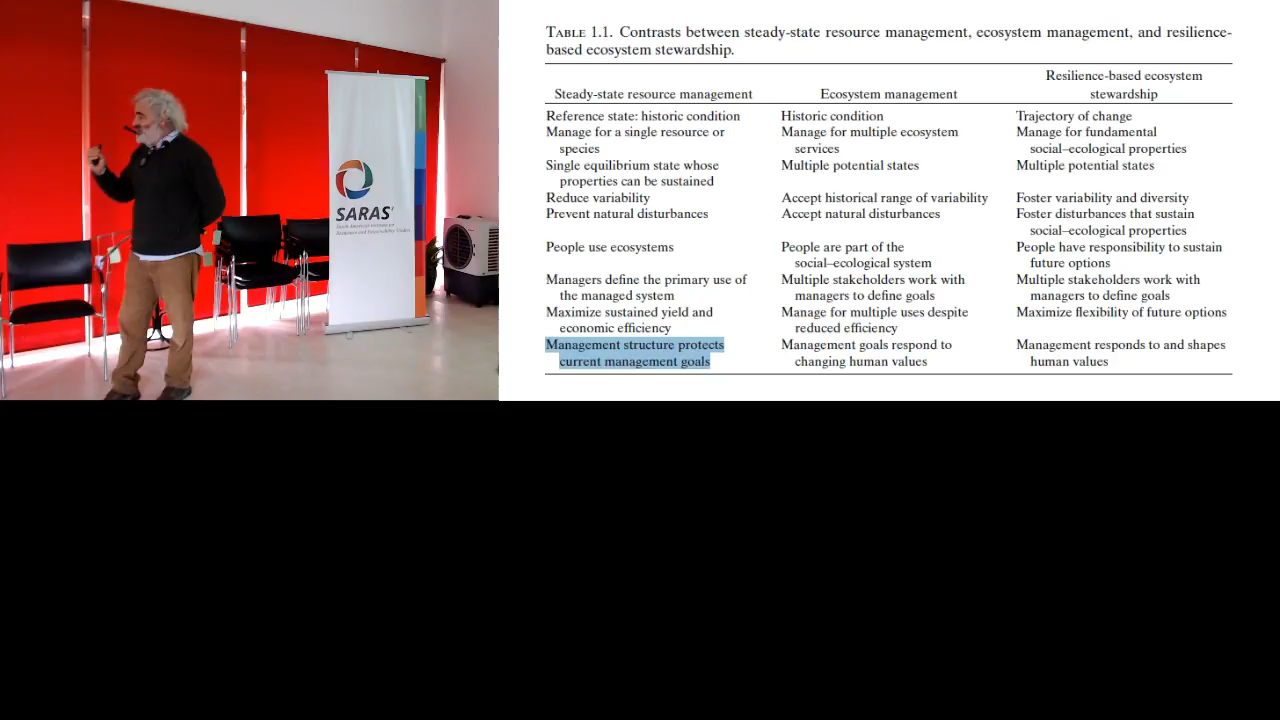 SARAS²
South American Institute for
Resilience and Sustainability Studies
TABLE 1.1. Contrasts between steady-state resource management, ecosystem management, and resilience-
based ecosystem stewardship.
Steady-state resource management
Ecosystem management
Resilience-based ecosystem
stewardship
Reference state: historic condition
Historic condition
Trajectory of change
Manage for a single resource or
species
Manage for multiple ecosystem
services
Manage for fundamental
social–ecological properties
Single equilibrium state whose
properties can be sustained
Multiple potential states
Multiple potential states
Reduce variability
Accept historical range of variability
Foster variability and diversity
Prevent natural disturbances
Accept natural disturbances
Foster disturbances that sustain
social–ecological properties
People use ecosystems
People are part of the
social–ecological system
People have responsibility to sustain
future options
Managers define the primary use of
the managed system
Multiple stakeholders work with
managers to define goals
Multiple stakeholders work with
managers to define goals
Maximize sustained yield and
economic efficiency
Manage for multiple uses despite
reduced efficiency
Maximize flexibility of future options
Management structure protects
current management goals
Management goals respond to
changing human values
Management responds to and shapes
human values